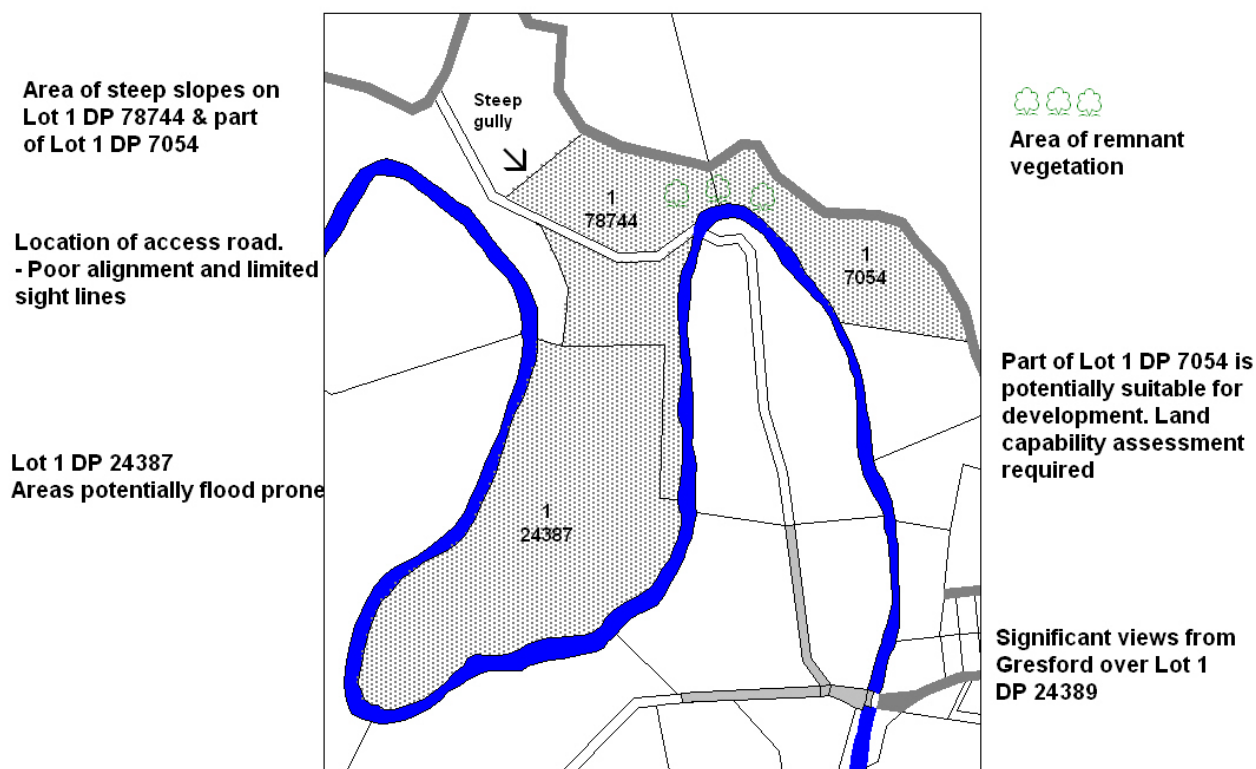 Area of steep slopes on
Lot 1 DP 78744 & part
of Lot 1 DP 7054
Location of access road.
- Poor alignment and limited
sight lines
Lot 1 DP 24387
Areas potentially flood prone
Steep
gully
1
78744
1
7054
1
24387
Area of remnant
vegetation
Part of Lot 1 DP 7054 is
potentially suitable for
development. Land
capability assessment
required
Significant views from
Gresford over Lot 1
DP 24389